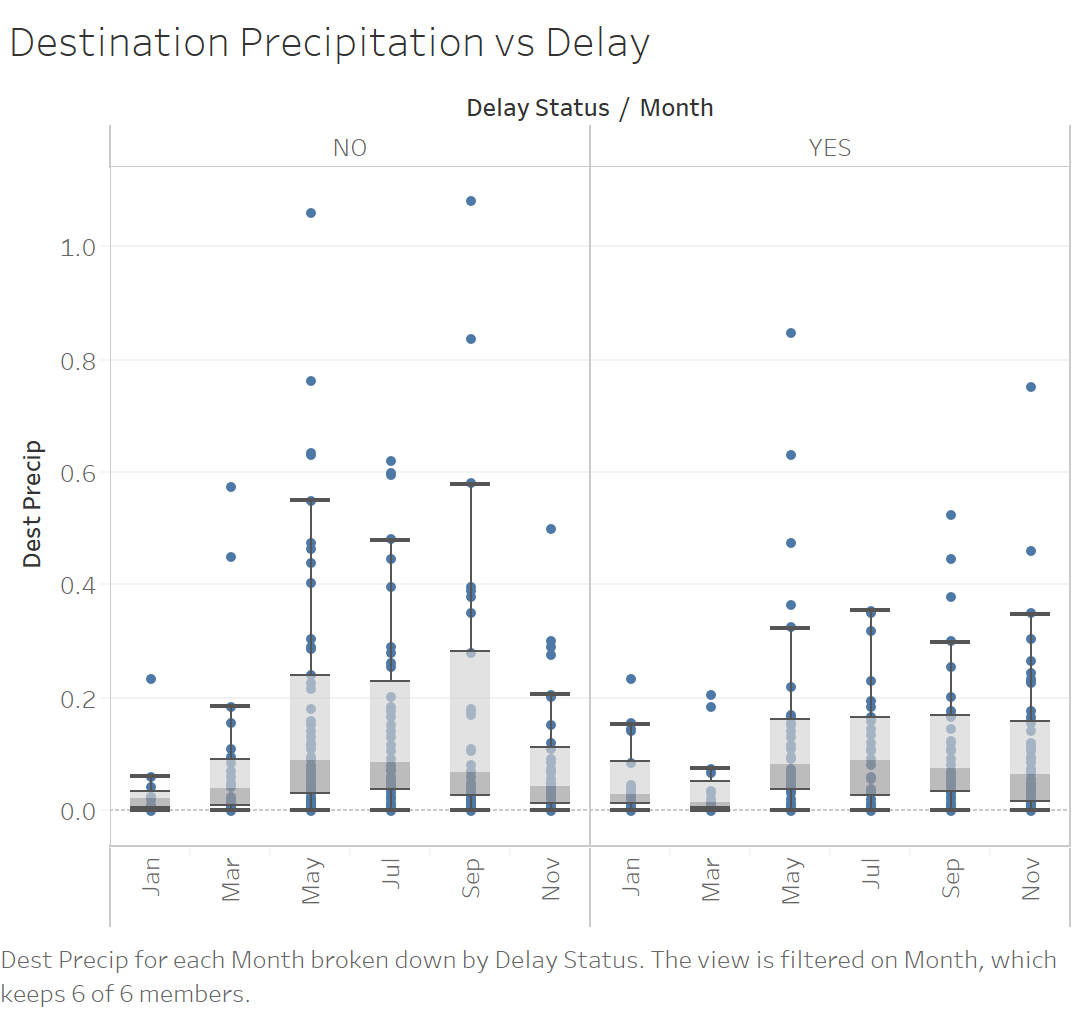 Destination Precipitation vs Delay
Delay Status / Month
NO YES
Dest Precip
1.0
0.8
0.6
0.4
0.2
0.0
Jan Mar May Jul Sep Nov Jan Mar May Jul Sep Nov
Dest Precip for each Month broken down by Delay Status. The view is filtered on Month, which
keeps 6 of 6 members.